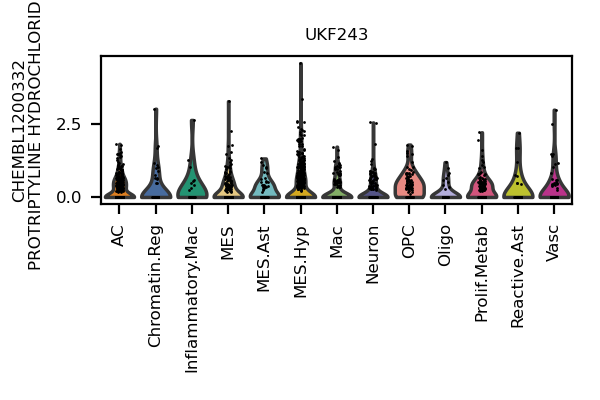 UKF243
CHEMBL1200332
PROTRIPTYLINE HYDROCHLORID
2.5
0.0
AC
Chromatin.Reg
Inflammatory.Mac
MES
MES.Ast
MES.Hyp
Mac
Neuron
OPC
Oligo
Prolif.Metab
Reactive.Ast
Vasc